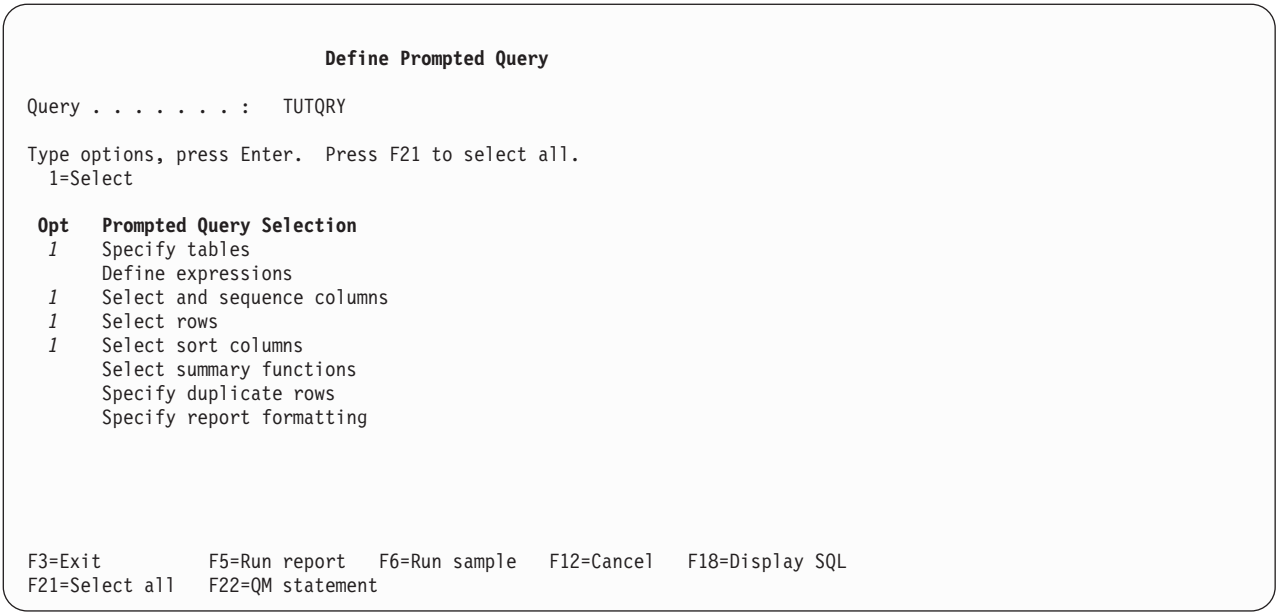 Define Prompted Query
Query . . . . . . . :   TUTQRY
Type options, press Enter.  Press F21 to select all.
1=Select
Opt   Prompted Query Selection
1    Specify tables
Define expressions
1    Select and sequence columns
1    Select rows
1    Select sort columns
Select summary functions
Specify duplicate rows
Specify report formatting
F3=Exit          F5=Run report   F6=Run sample   F12=Cancel   F18=Display SQL
F21=Select all   F22=QM statement